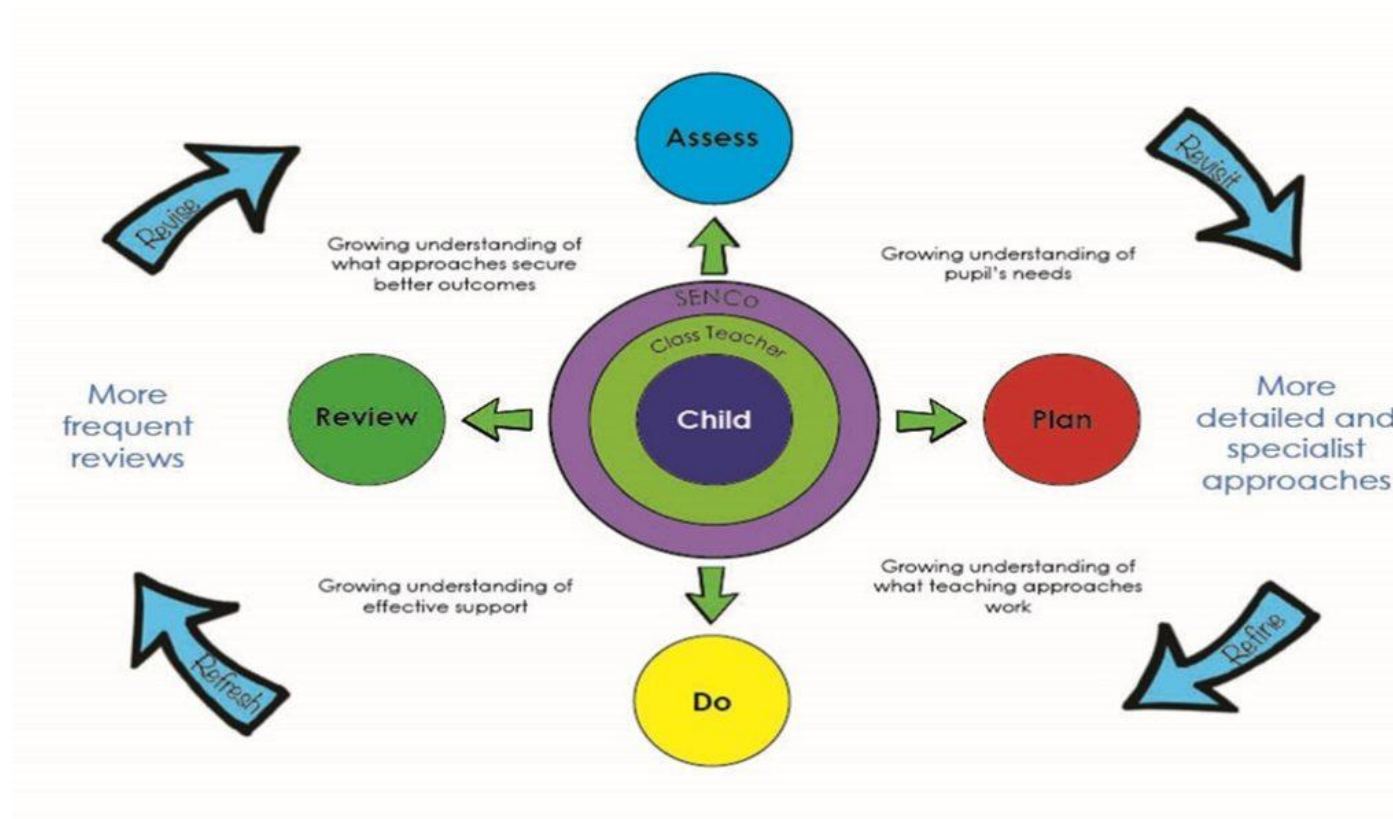 Assess
Revise
Revisit
Growing understanding of
what approaches secure
better outcomes
Growing understanding of
pupil's needs
SENCo
Class Teacher
Child
Review
Plan
More
frequent
reviews
More
detailed and
specialist
approaches
Growing understanding of
effective support
Growing understanding of
what teaching approaches
work
Refresh
Refine
Do